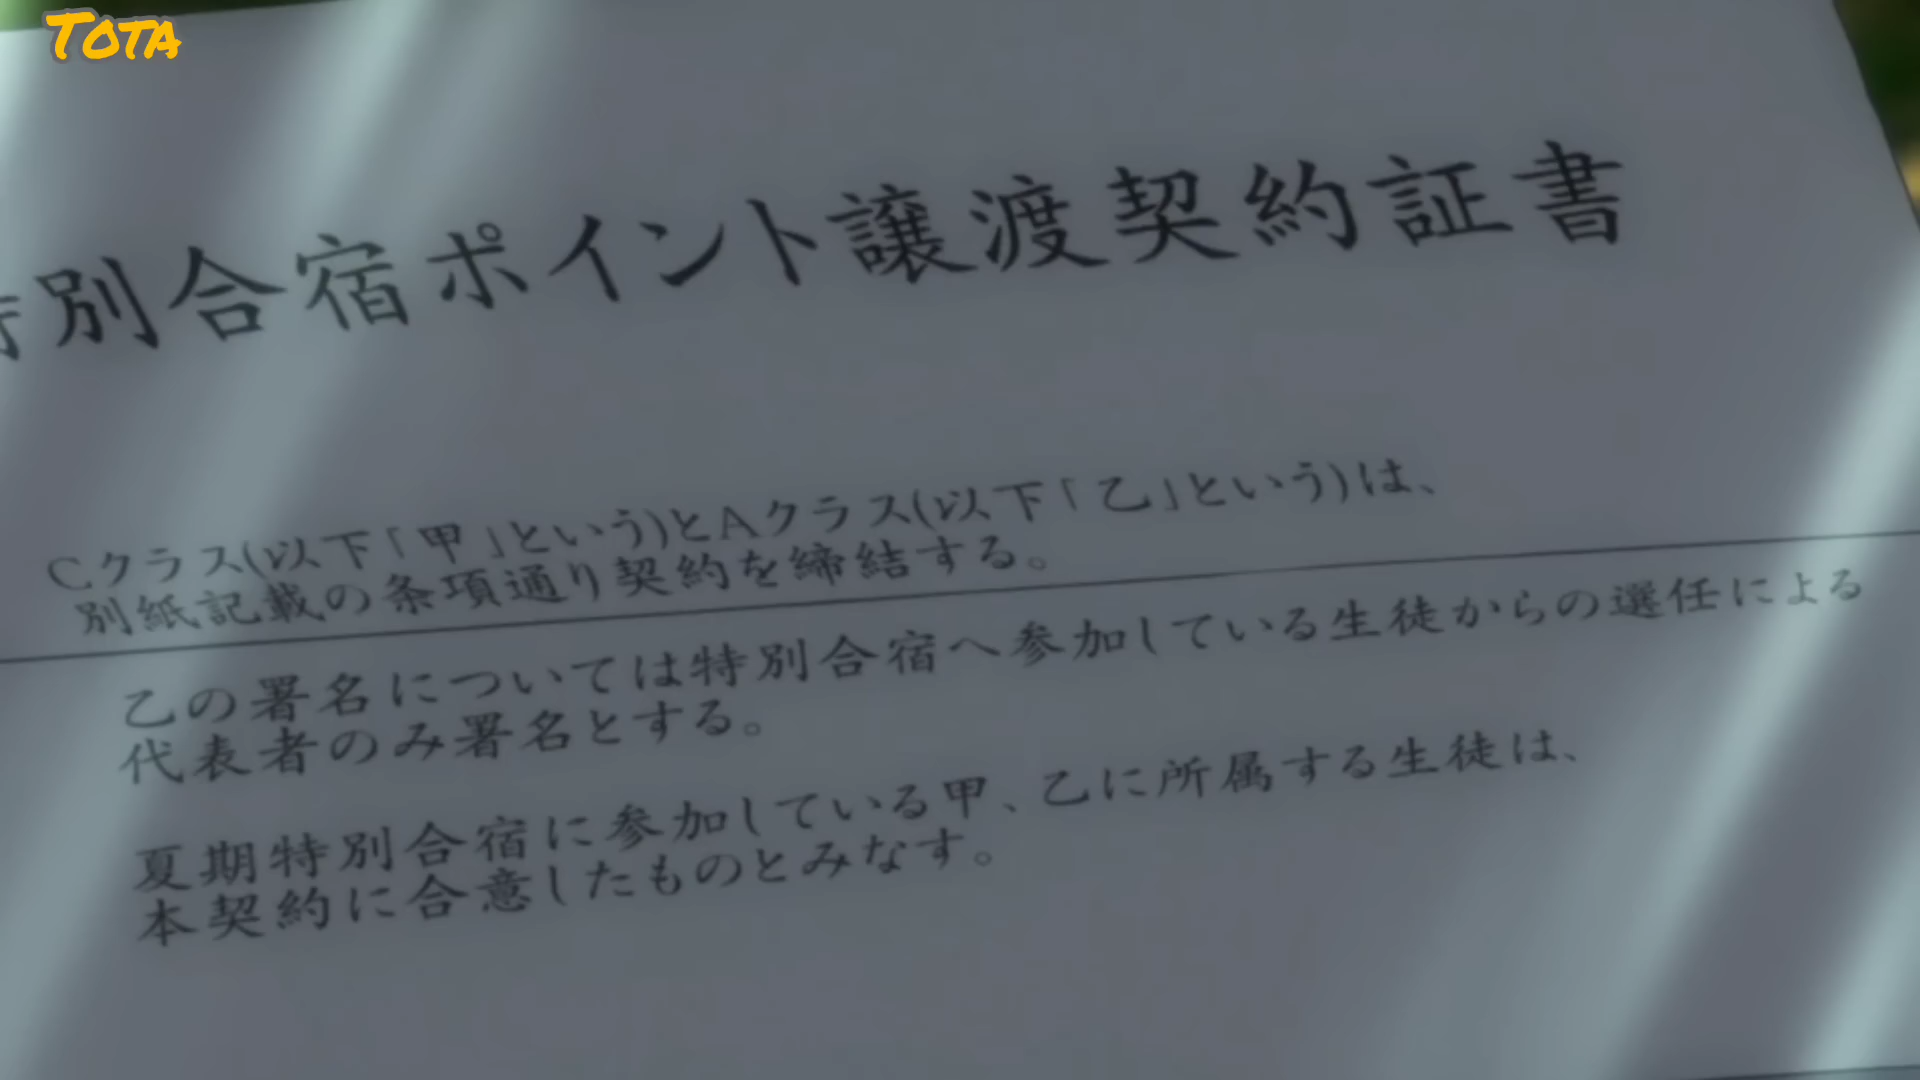 TOTA
特別合宿ポイント譲渡契約証書
Cクラス(以下「甲」という)とAクラス(以下「乙」という)は、
別紙記載の条項通り契約を締結する。
乙の署名については特別合宿へ参加している生徒からの選任による
代表者のみ署名とする。
夏期特別合宿に参加している甲、乙に所属する生徒は、
本契約に合意したものとみなす。